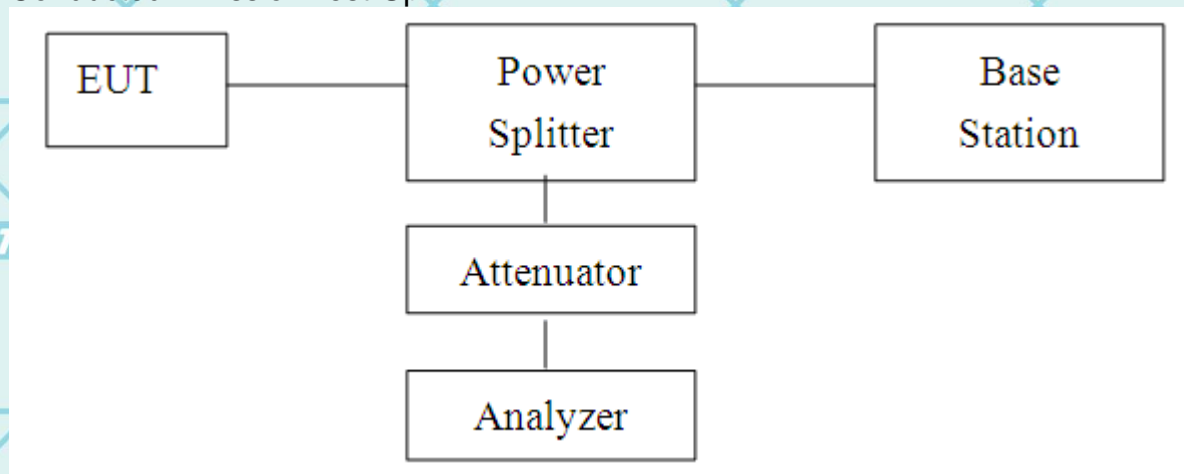 EUT
Power
Splitter
Base
Station
Attenuator
Analyzer